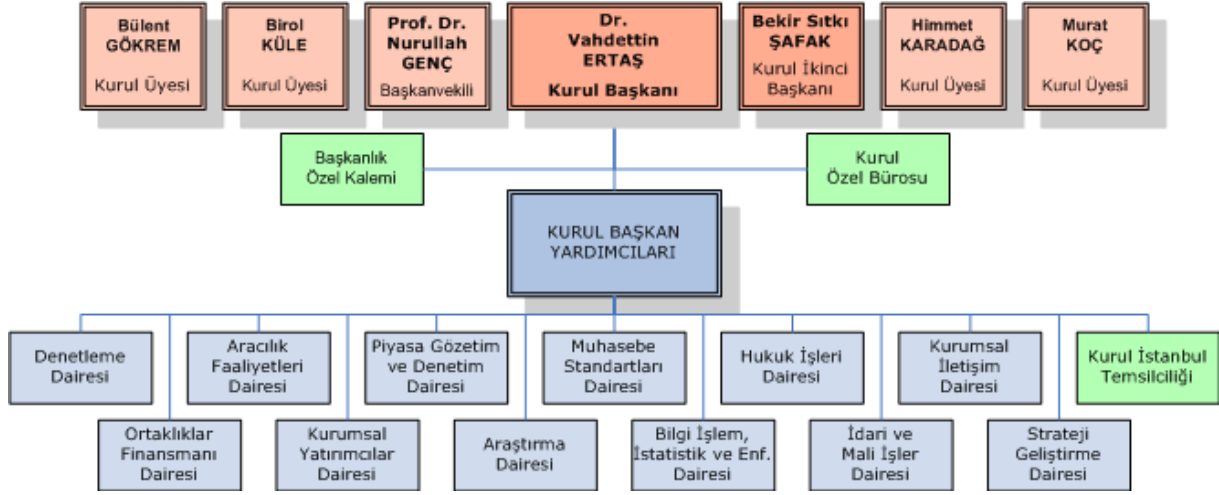 Bülent
GÖKREM
Kurul Üyesi
Birol
KÜLE
Kurul Üyesi
Prof. Dr.
Nurullah
GENÇ
Başkanvekili
Dr.
Vahdettin
ERTAŞ
Kurul Başkanı
Bekir Sıtkı
ŞAFAK
Kurul İkinci
Başkanı
Himmet
KARADAĞ
Kurul Üyesi
Murat
KOÇ
Kurul Üyesi
Başkanlık
Özel Kalemi
Kurul
Özel Bürosu
KURUL BAŞKAN
YARDIMCILARI
Denetleme
Dairesi
Aracılık
Faaliyetleri
Dairesi
Piyasa Gözetim
ve Denetim
Dairesi
Muhasebe
Standartları
Dairesi
Hukuk İşleri
Dairesi
Kurumsal
İletişim
Dairesi
Kurul İstanbul
Temsilciliği
Ortaklıklar
Finansmanı
Dairesi
Kurumsal
Yatırımcılar
Dairesi
Araştırma
Dairesi
Bilgi İşlem,
İstatistik ve Enf.
Dairesi
İdari ve
Mali İşler
Dairesi
Strateji
Geliştirme
Dairesi